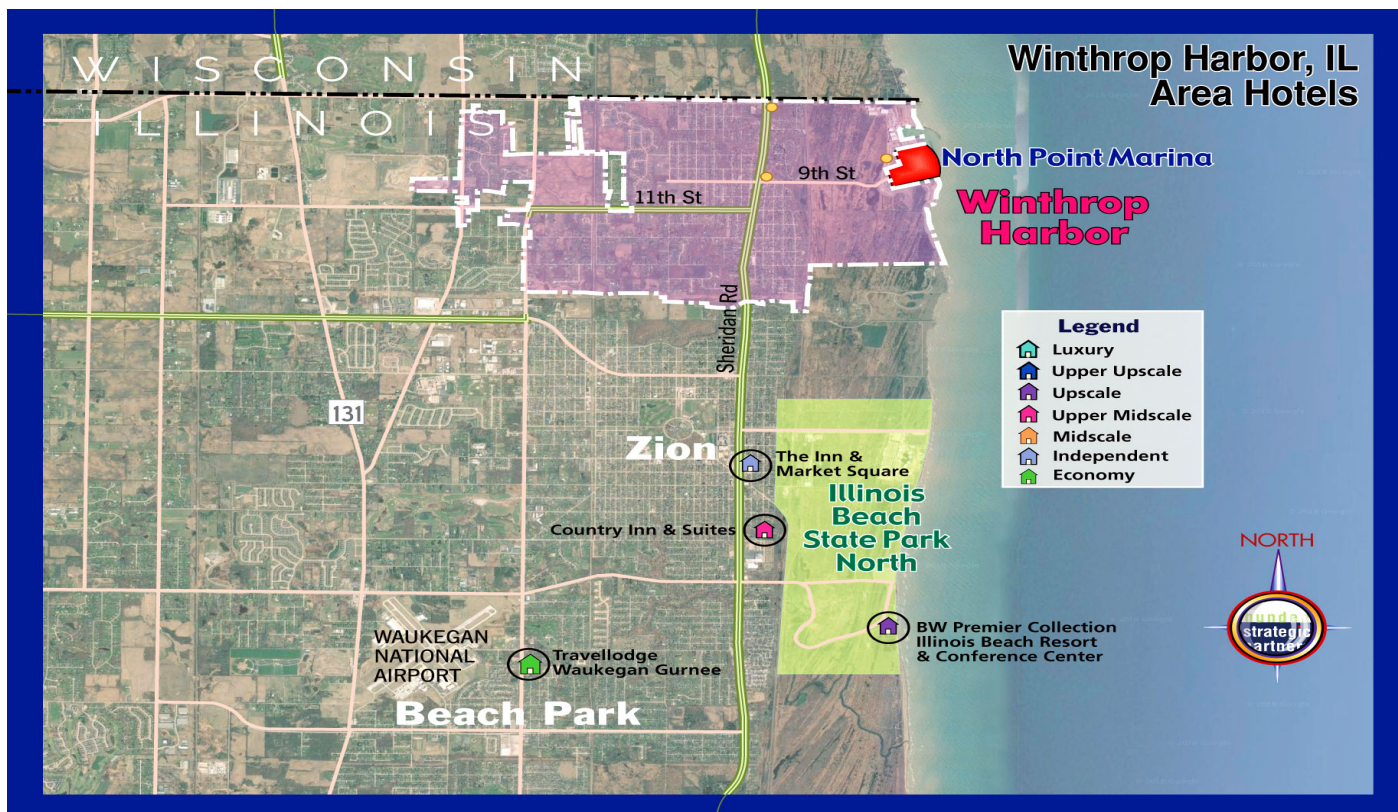 Winthrop Harbor, IL
Area Hotels
WISCONSIN
ILLINOIS
North Point Marina
9th St
11th St
Winthrop
Harbor
Sheridan Rd
Legend
Luxury
Upper Upscale
Upscale
Upper Midscale
Midscale
Independent
Economy
131
Zion
The Inn &
Market Square
Illinois
Beach
State Park
North
Country Inn & Suites
NORTH
strategic
WAUKEGAN
NATIONAL
AIRPORT
Travellodge
Waukegan Gurnee
BW Premier Collection
Illinois Beach Resort
& Conference Center
Beach Park